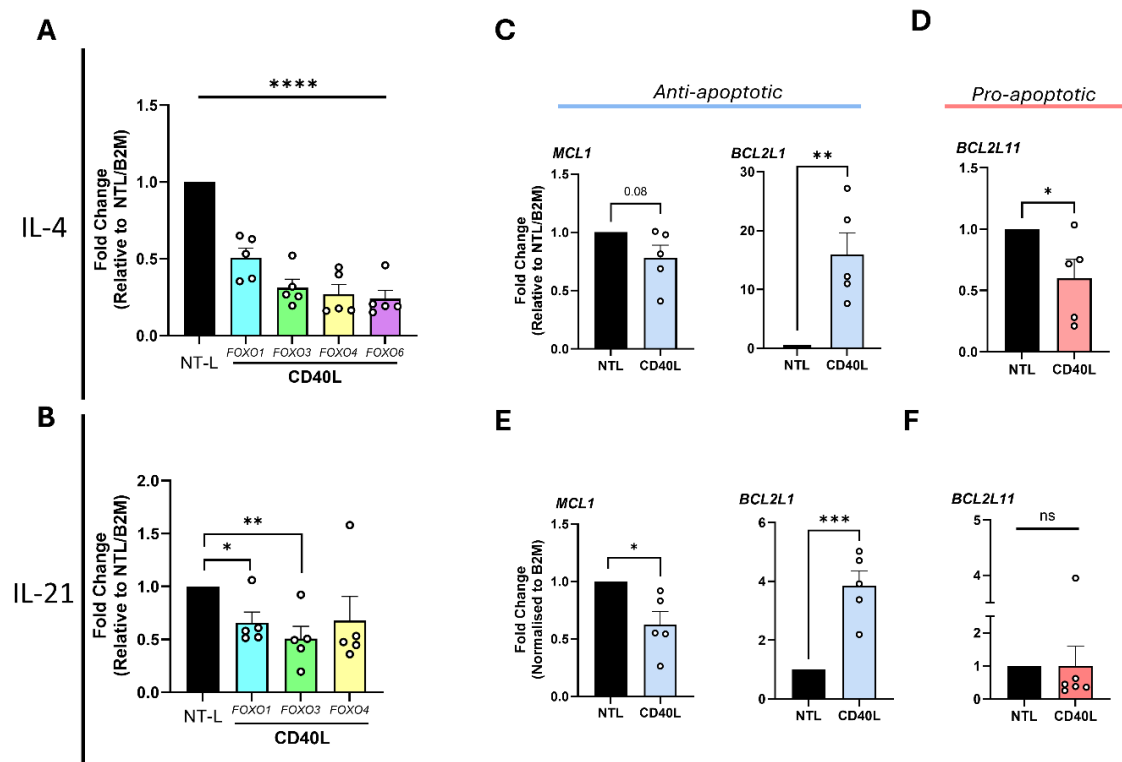 A
IL-4
Fold Change
(Relative to NTL/B2M)
1.5
1.0
0.5
0.0
****
NT-L
FOXO1
FOXO3
FOXO4
FOXO6
CD40L
C
Anti-apoptotic
MCL1
Fold Change
(Relative to NTL/B2M)
1.5
1.0
0.5
0.0
0.08
NTL
CD40L
BCL2L1
30
20
10
0
**
NTL
CD40L
D
Pro-apoptotic
BCL2L11
1.5
1.0
0.5
0.0
*
NTL
CD40L
B
IL-21
Fold Change
(Relative to NTL/B2M)
2.0
1.5
1.0
0.5
0.0
**
*
NT-L
FOXO1
FOXO3
FOXO4
CD40L
E
MCL1
Fold Change
(Normalised to B2M)
1.5
1.0
0.5
0.0
*
NTL
CD40L
BCL2L1
6
4
2
0
***
NTL
CD40L
F
BCL2L11
5
4
2
1
0
ns
NTL
CD40L